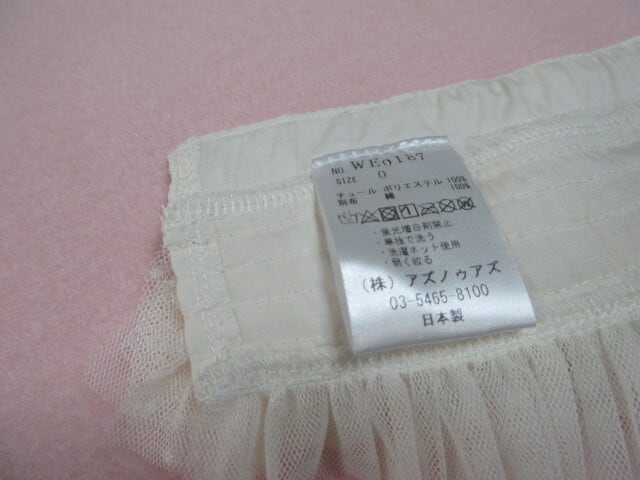 NO. WE0167
SIZE 0
チュール ポリエステル 100%
別布 綿 100%
・蛍光増白剤禁止
・単独で洗う
・洗濯ネット使用
・弱く絞る
(株) アズノゥアズ
03-5465-8100
日本製